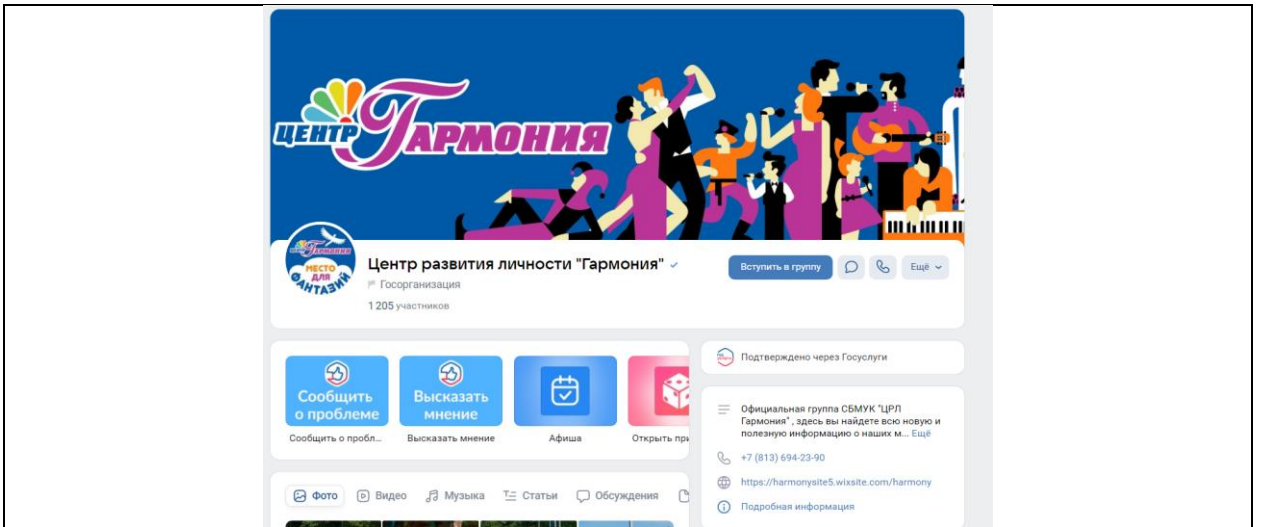 ЦЕНТР ГАРМОНИЯ
Гармония
МЕСТО
ДЛЯ
ФАНТАЗИЙ
Центр развития личности "Гармония"
Госорганизация
1 205 участников
Вступить в группу
Ещё
Сообщить
о проблеме
Высказать
мнение
Сообщить о пробл...
Высказать мнение
Афиша
Открыть при
Подтверждено через Госуслуги
Официальная группа СБМУК "ЦРЛ
Гармония" , здесь вы найдете всю новую и
полезную информацию о наших м... Ещё
+7 (813) 694-23-90
https://harmonysite5.wixsite.com/harmony
Подробная информация
Фото
Видео
Музыка
Статьи
Обсуждения